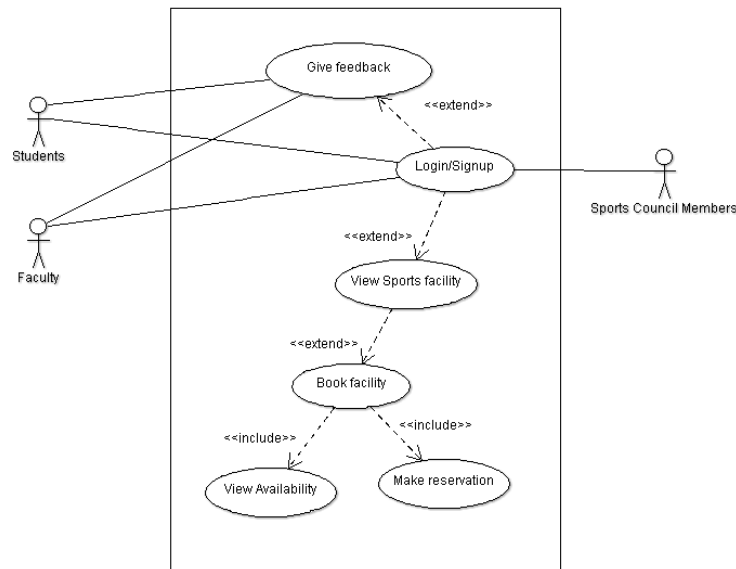 Give feedback
<<extend>>
Students
Login/Signup
Sports Council Members
<<extend>>
Faculty
View Sports facility
<<extend>>
Book facility
<<include>>
<<include>>
View Availability
Make reservation